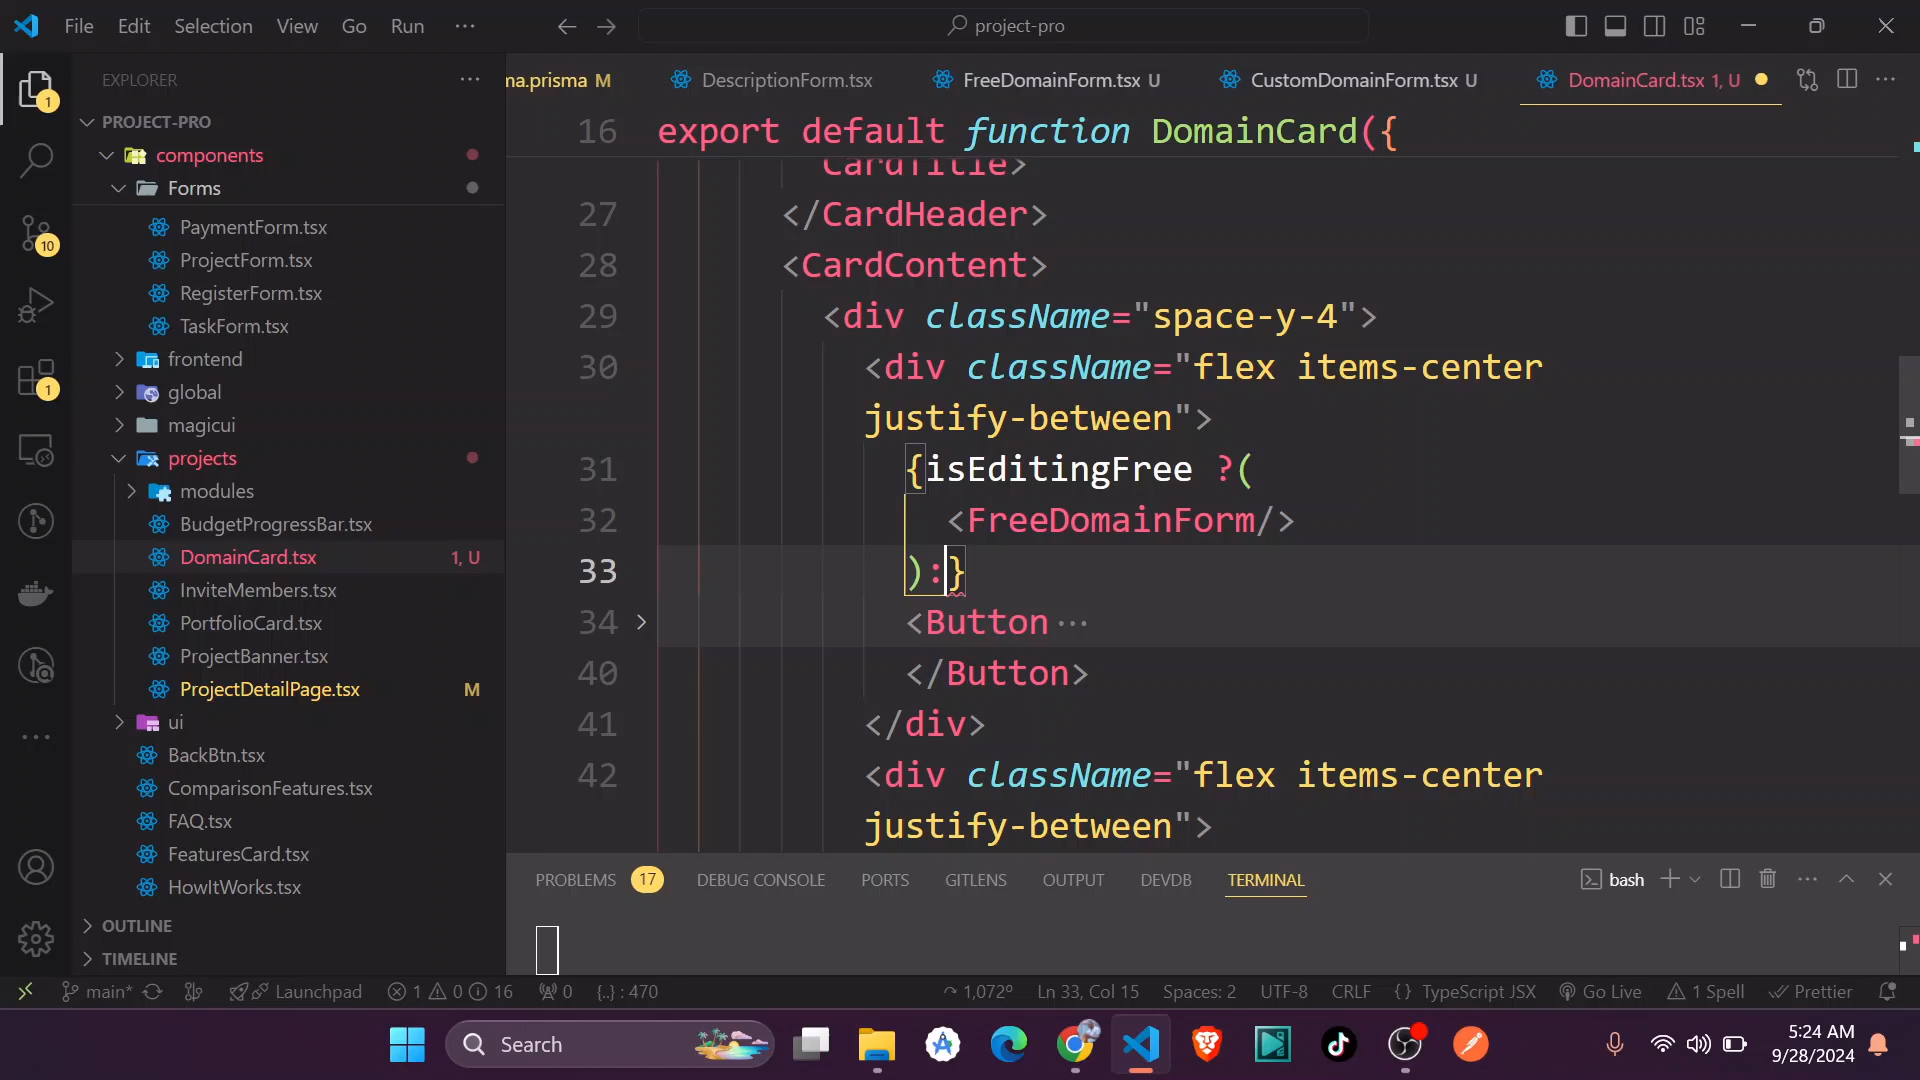 File Edit Selection View Go Run ··· project-pro
EXPLORER ···
PROJECT-PRO
components
Forms
PaymentForm.tsx
ProjectForm.tsx
RegisterForm.tsx
TaskForm.tsx
frontend
global
magicui
projects
modules
BudgetProgressBar.tsx
DomainCard.tsx 1, U
InviteMembers.tsx
PortfolioCard.tsx
ProjectBanner.tsx
ProjectDetailPage.tsx M
ui
BackBtn.tsx
ComparisonFeatures.tsx
FAQ.tsx
FeaturesCard.tsx
HowItWorks.tsx
OUTLINE
TIMELINE
1
10
1
ma.prisma M DescriptionForm.tsx FreeDomainForm.tsx U CustomDomainForm.tsx U DomainCard.tsx 1, U
16 export default function DomainCard({
CardTitle>
27 </CardHeader>
28 <CardContent>
29 <div className="space-y-4">
30 <div className="flex items-center
justify-between">
31 {isEditingFree ?(
32 <FreeDomainForm/>
33 ):}
34 <Button ···
40 </Button>
41 </div>
42 <div className="flex items-center
justify-between">
PROBLEMS 17 DEBUG CONSOLE PORTS GITLENS OUTPUT DEVDB TERMINAL bash
main* Launchpad 1 0 16 0 {..} : 470 1,072° Ln 33, Col 15 Spaces: 2 UTF-8 CRLF {} TypeScript JSX Go Live 1 Spell Prettier
Search
5:24 AM
9/28/2024